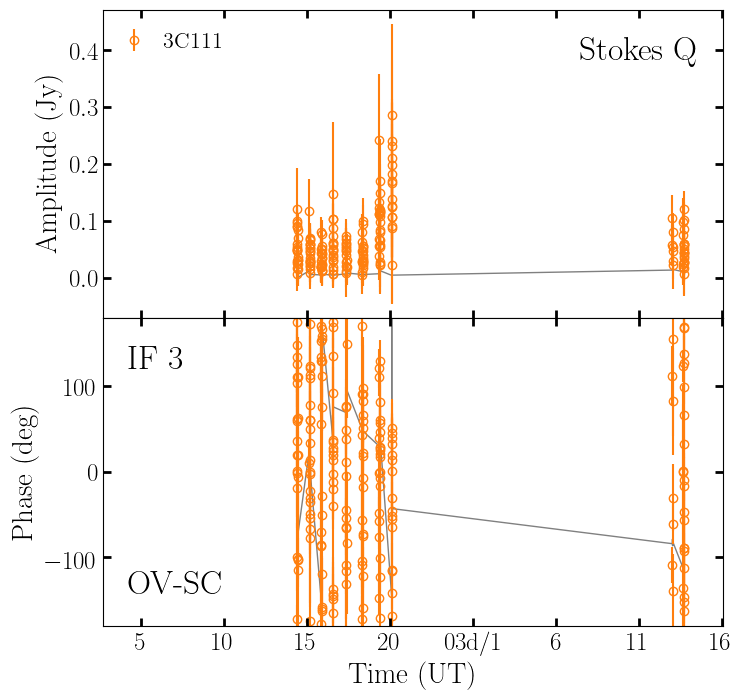 3C111
Stokes Q
0.4
0.3
0.2
0.1
0.0
Amplitude (Jy)
IF 3
100
0
−100
Phase (deg)
OV-SC
5 10 15 20 03d/1 6 11 16
Time (UT)